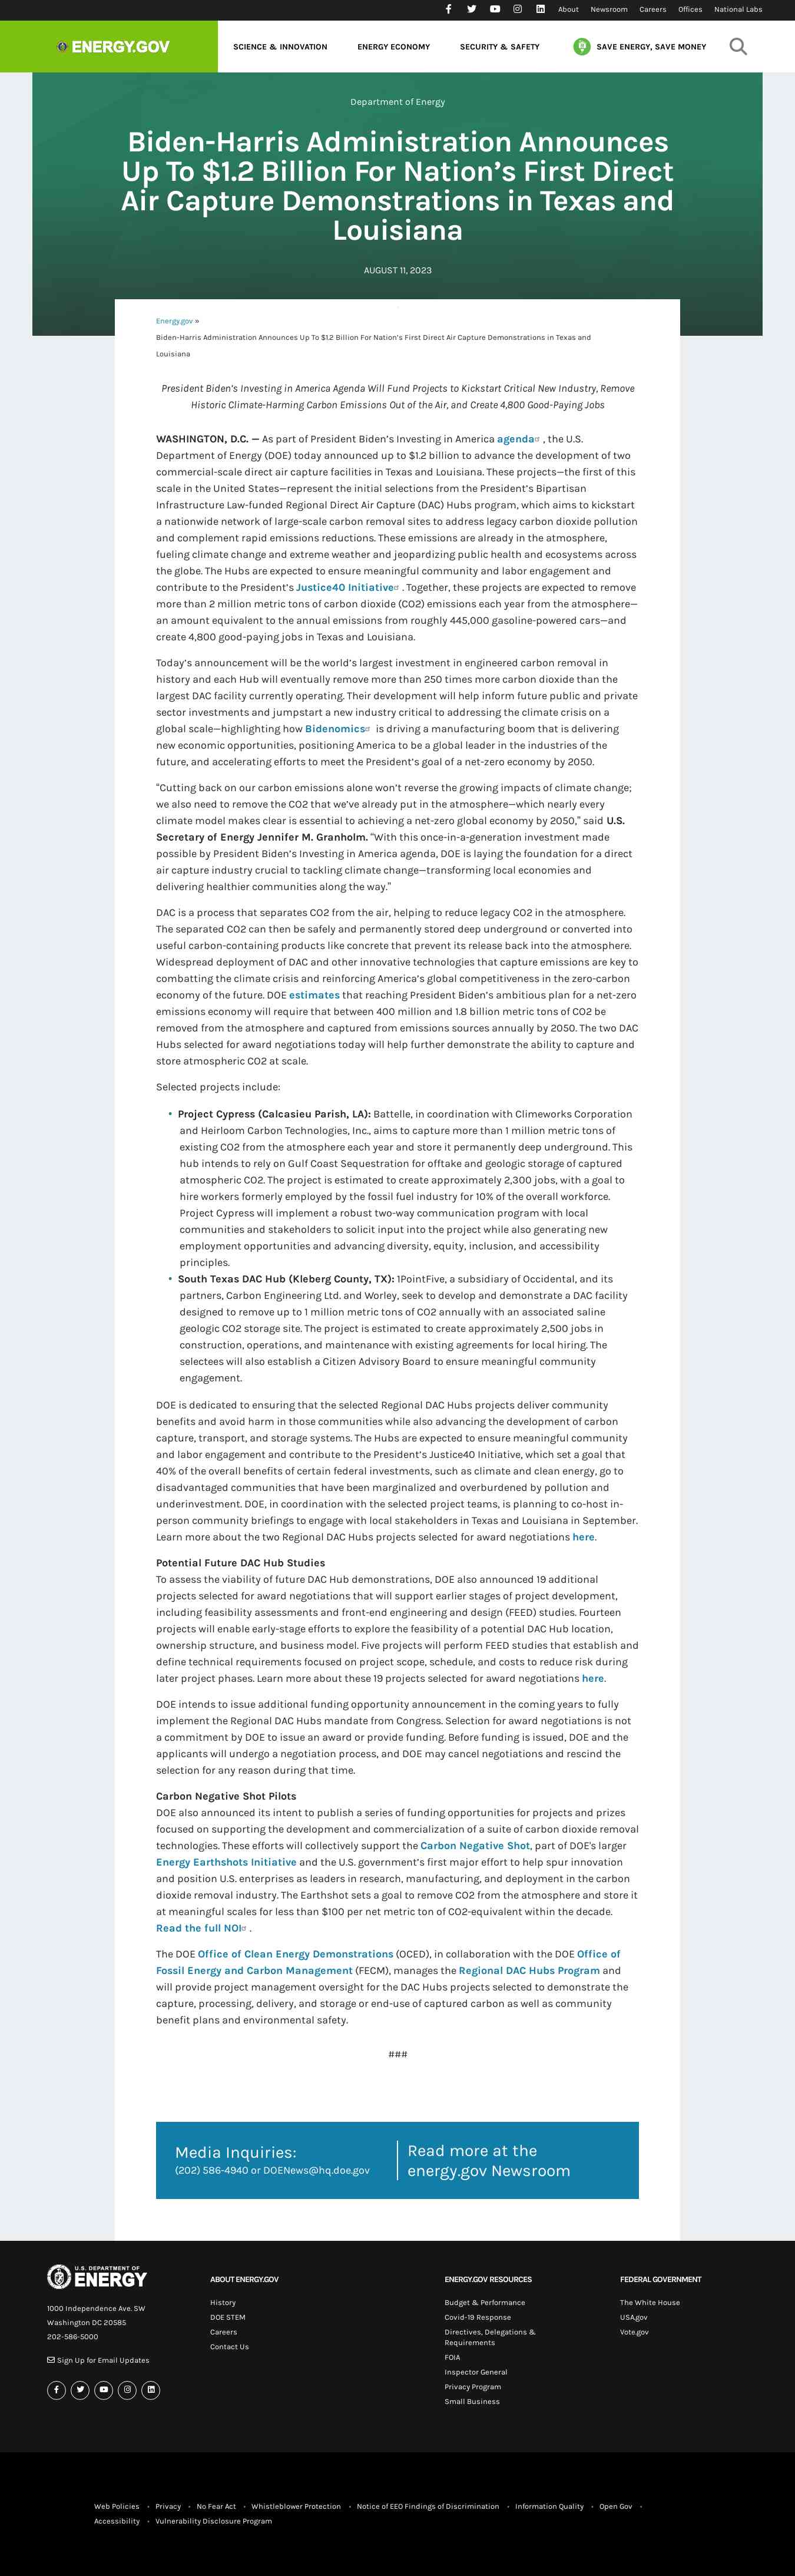 About Newsroom Careers Offices National Labs
ENERGY.GOV SCIENCE & INNOVATION ENERGY ECONOMY SECURITY & SAFETY SAVE ENERGY, SAVE MONEY
Department of Energy
Biden-Harris Administration Announces
Up To $1.2 Billion For Nation’s First Direct
Air Capture Demonstrations in Texas and
Louisiana
AUGUST 11, 2023
Energy.gov »
Biden-Harris Administration Announces Up To $1.2 Billion For Nation’s First Direct Air Capture Demonstrations in Texas and
Louisiana
President Biden’s Investing in America Agenda Will Fund Projects to Kickstart Critical New Industry, Remove
Historic Climate-Harming Carbon Emissions Out of the Air, and Create 4,800 Good-Paying Jobs
WASHINGTON, D.C. — As part of President Biden’s Investing in America agenda , the U.S.
Department of Energy (DOE) today announced up to $1.2 billion to advance the development of two
commercial-scale direct air capture facilities in Texas and Louisiana. These projects—the first of this
scale in the United States—represent the initial selections from the President’s Bipartisan
Infrastructure Law-funded Regional Direct Air Capture (DAC) Hubs program, which aims to kickstart
a nationwide network of large-scale carbon removal sites to address legacy carbon dioxide pollution
and complement rapid emissions reductions. These emissions are already in the atmosphere,
fueling climate change and extreme weather and jeopardizing public health and ecosystems across
the globe. The Hubs are expected to ensure meaningful community and labor engagement and
contribute to the President’s Justice40 Initiative . Together, these projects are expected to remove
more than 2 million metric tons of carbon dioxide (CO2) emissions each year from the atmosphere—
an amount equivalent to the annual emissions from roughly 445,000 gasoline-powered cars—and
create 4,800 good-paying jobs in Texas and Louisiana.
Today’s announcement will be the world’s largest investment in engineered carbon removal in
history and each Hub will eventually remove more than 250 times more carbon dioxide than the
largest DAC facility currently operating. Their development will help inform future public and private
sector investments and jumpstart a new industry critical to addressing the climate crisis on a
global scale—highlighting how Bidenomics is driving a manufacturing boom that is delivering
new economic opportunities, positioning America to be a global leader in the industries of the
future, and accelerating efforts to meet the President’s goal of a net-zero economy by 2050.
“Cutting back on our carbon emissions alone won’t reverse the growing impacts of climate change;
we also need to remove the CO2 that we’ve already put in the atmosphere—which nearly every
climate model makes clear is essential to achieving a net-zero global economy by 2050,” said U.S.
Secretary of Energy Jennifer M. Granholm. “With this once-in-a-generation investment made
possible by President Biden’s Investing in America agenda, DOE is laying the foundation for a direct
air capture industry crucial to tackling climate change—transforming local economies and
delivering healthier communities along the way.”
DAC is a process that separates CO2 from the air, helping to reduce legacy CO2 in the atmosphere.
The separated CO2 can then be safely and permanently stored deep underground or converted into
useful carbon-containing products like concrete that prevent its release back into the atmosphere.
Widespread deployment of DAC and other innovative technologies that capture emissions are key to
combatting the climate crisis and reinforcing America’s global competitiveness in the zero-carbon
economy of the future. DOE estimates that reaching President Biden’s ambitious plan for a net-zero
emissions economy will require that between 400 million and 1.8 billion metric tons of CO2 be
removed from the atmosphere and captured from emissions sources annually by 2050. The two DAC
Hubs selected for award negotiations today will help further demonstrate the ability to capture and
store atmospheric CO2 at scale.
Selected projects include:
• Project Cypress (Calcasieu Parish, LA): Battelle, in coordination with Climeworks Corporation
and Heirloom Carbon Technologies, Inc., aims to capture more than 1 million metric tons of
existing CO2 from the atmosphere each year and store it permanently deep underground. This
hub intends to rely on Gulf Coast Sequestration for offtake and geologic storage of captured
atmospheric CO2. The project is estimated to create approximately 2,300 jobs, with a goal to
hire workers formerly employed by the fossil fuel industry for 10% of the overall workforce.
Project Cypress will implement a robust two-way communication program with local
communities and stakeholders to solicit input into the project while also generating new
employment opportunities and advancing diversity, equity, inclusion, and accessibility
principles.
• South Texas DAC Hub (Kleberg County, TX): 1PointFive, a subsidiary of Occidental, and its
partners, Carbon Engineering Ltd. and Worley, seek to develop and demonstrate a DAC facility
designed to remove up to 1 million metric tons of CO2 annually with an associated saline
geologic CO2 storage site. The project is estimated to create approximately 2,500 jobs in
construction, operations, and maintenance with existing agreements for local hiring. The
selectees will also establish a Citizen Advisory Board to ensure meaningful community
engagement.
DOE is dedicated to ensuring that the selected Regional DAC Hubs projects deliver community
benefits and avoid harm in those communities while also advancing the development of carbon
capture, transport, and storage systems. The Hubs are expected to ensure meaningful community
and labor engagement and contribute to the President’s Justice40 Initiative, which set a goal that
40% of the overall benefits of certain federal investments, such as climate and clean energy, go to
disadvantaged communities that have been marginalized and overburdened by pollution and
underinvestment. DOE, in coordination with the selected project teams, is planning to co-host in-
person community briefings to engage with local stakeholders in Texas and Louisiana in September.
Learn more about the two Regional DAC Hubs projects selected for award negotiations here.
Potential Future DAC Hub Studies
To assess the viability of future DAC Hub demonstrations, DOE also announced 19 additional
projects selected for award negotiations that will support earlier stages of project development,
including feasibility assessments and front-end engineering and design (FEED) studies. Fourteen
projects will enable early-stage efforts to explore the feasibility of a potential DAC Hub location,
ownership structure, and business model. Five projects will perform FEED studies that establish and
define technical requirements focused on project scope, schedule, and costs to reduce risk during
later project phases. Learn more about these 19 projects selected for award negotiations here.
DOE intends to issue additional funding opportunity announcement in the coming years to fully
implement the Regional DAC Hubs mandate from Congress. Selection for award negotiations is not
a commitment by DOE to issue an award or provide funding. Before funding is issued, DOE and the
applicants will undergo a negotiation process, and DOE may cancel negotiations and rescind the
selection for any reason during that time.
Carbon Negative Shot Pilots
DOE also announced its intent to publish a series of funding opportunities for projects and prizes
focused on supporting the development and commercialization of a suite of carbon dioxide removal
technologies. These efforts will collectively support the Carbon Negative Shot, part of DOE’s larger
Energy Earthshots Initiative and the U.S. government’s first major effort to help spur innovation
and position U.S. enterprises as leaders in research, manufacturing, and deployment in the carbon
dioxide removal industry. The Earthshot sets a goal to remove CO2 from the atmosphere and store it
at meaningful scales for less than $100 per net metric ton of CO2-equivalent within the decade.
Read the full NOI .
The DOE Office of Clean Energy Demonstrations (OCED), in collaboration with the DOE Office of
Fossil Energy and Carbon Management (FECM), manages the Regional DAC Hubs Program and
will provide project management oversight for the DAC Hubs projects selected to demonstrate the
capture, processing, delivery, and storage or end-use of captured carbon as well as community
benefit plans and environmental safety.
###
Media Inquiries:
(202) 586-4940 or DOENews@hq.doe.gov
Read more at the
energy.gov Newsroom
U.S. DEPARTMENT OF
ENERGY
1000 Independence Ave. SW
Washington DC 20585
202-586-5000
Sign Up for Email Updates
ABOUT ENERGY.GOV
History
DOE STEM
Careers
Contact Us
ENERGY.GOV RESOURCES
Budget & Performance
Covid-19 Response
Directives, Delegations &
Requirements
FOIA
Inspector General
Privacy Program
Small Business
FEDERAL GOVERNMENT
The White House
USA.gov
Vote.gov
Web Policies • Privacy • No Fear Act • Whistleblower Protection • Notice of EEO Findings of Discrimination • Information Quality • Open Gov •
Accessibility • Vulnerability Disclosure Program